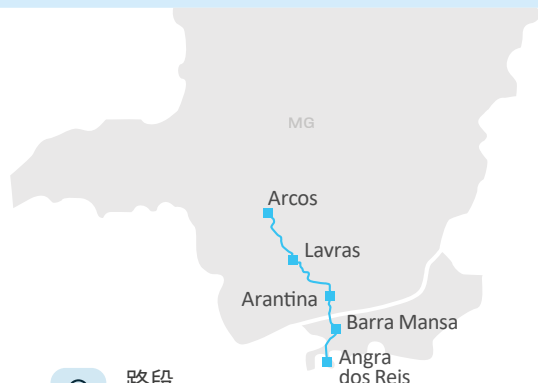 MG
Arcos
Lavras
Arantina
Barra Mansa
Angra
dos Reis
路段